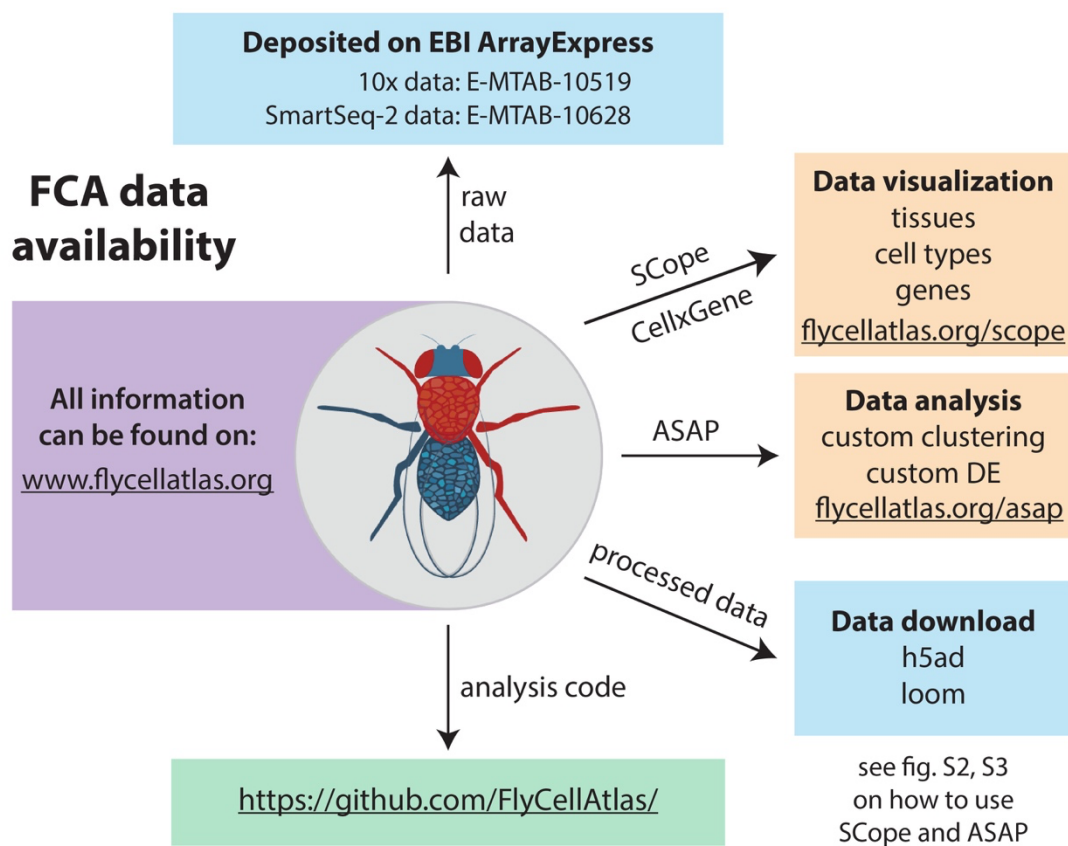 Deposited on EBI ArrayExpress
10x data: E-MTAB-10519
SmartSeq-2 data: E-MTAB-10628
FCA data
availability
raw
data
SCope
CellxGene
Data visualization
tissues
cell types
genes
flycellatlas.org/scope
All information
can be found on:
www.flycellatlas.org
ASAP
Data analysis
custom clustering
custom DE
flycellatlas.org/asap
processed data
Data download
h5ad
loom
analysis code
https://github.com/FlyCellAtlas/
see fig. S2, S3
on how to use
SCope and ASAP